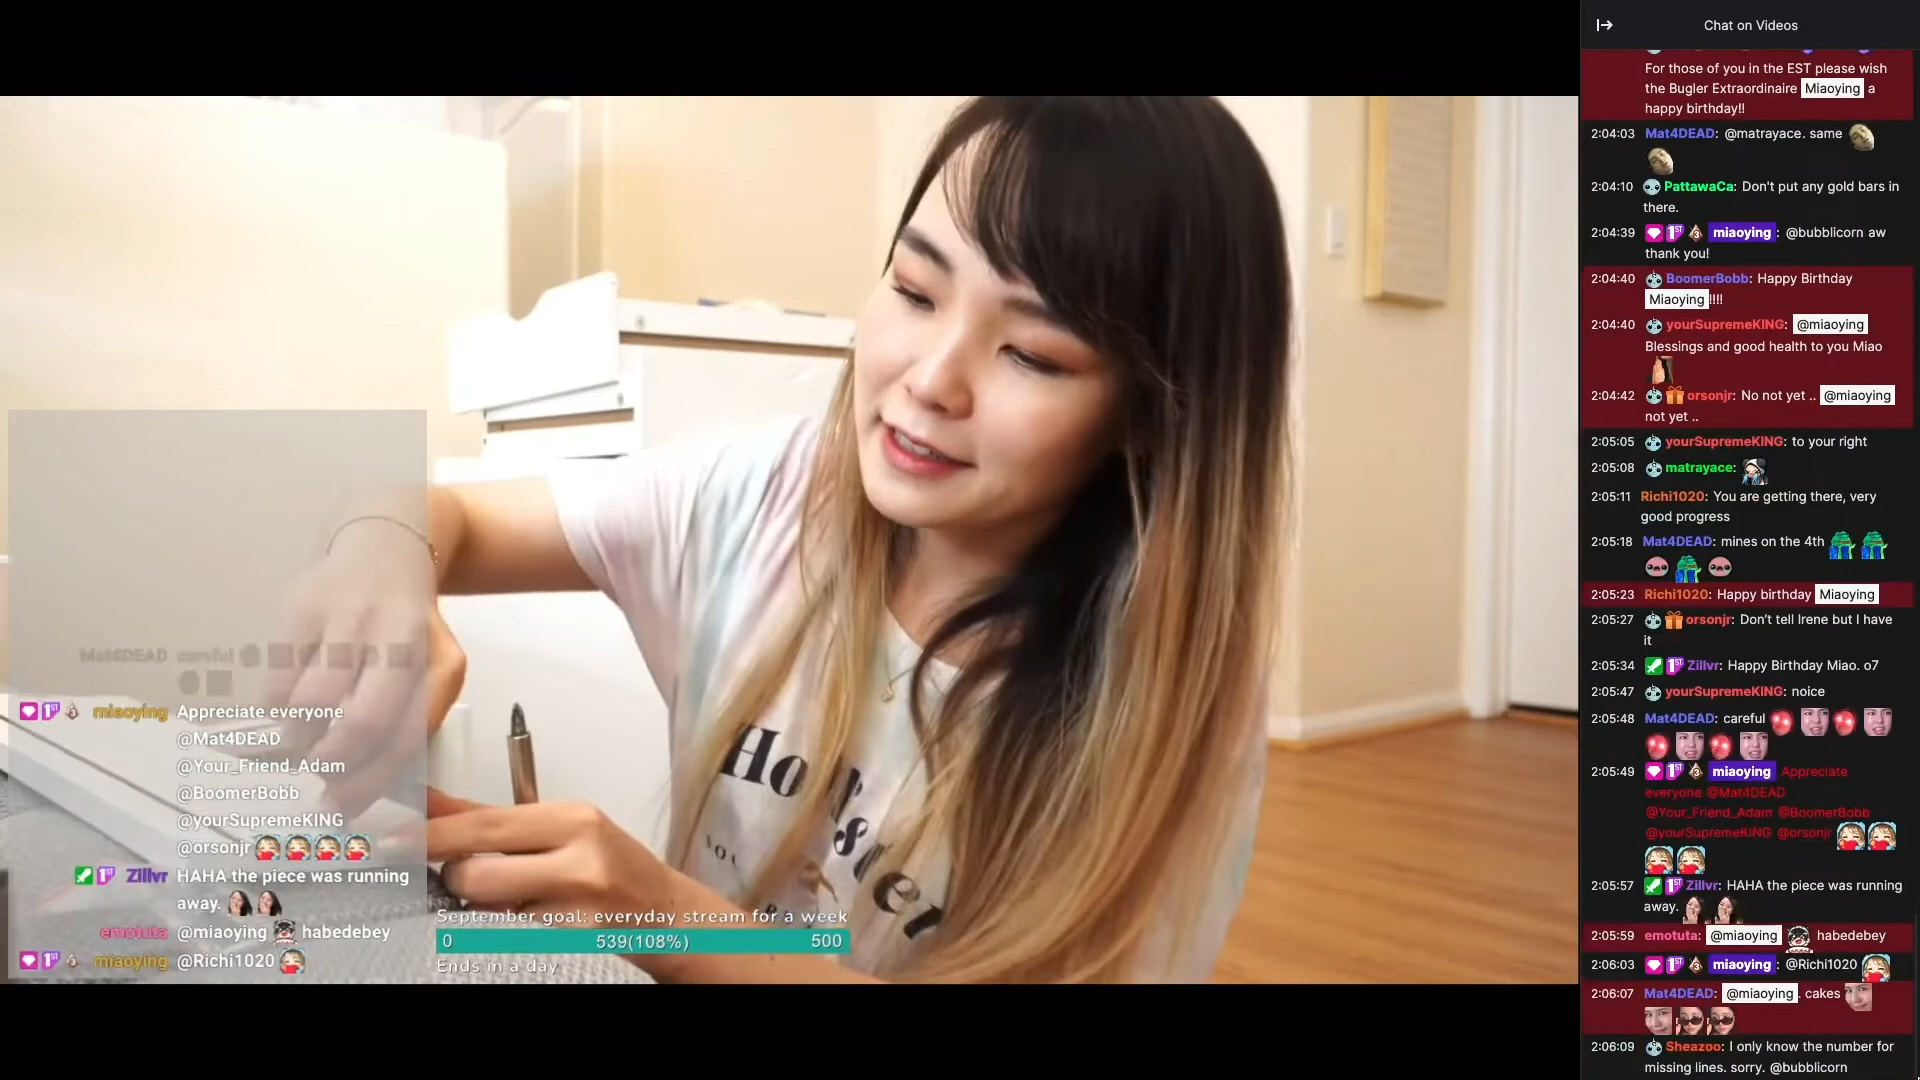 Mat4DEAD careful
miaoying Appreciate everyone
@Mat4DEAD
@Your_Friend_Adam
@BoomerBobb
@yourSupremeKING
@orsonjr
Zillvr HAHA the piece was running
away.
emotuta @miaoying habedebey
miaoying @Richi1020
September goal: everyday stream for a week
0 539(108%) 500
Ends in a day
Chat on Videos
For those of you in the EST please wish
the Bugler Extraordinaire Miaoying a
happy birthday!!
2:04:03 Mat4DEAD: @matrayace. same
2:04:10 PattawaCa: Don't put any gold bars in
there.
2:04:39 miaoying : @bubblicorn aw
thank you!
2:04:40 BoomerBobb: Happy Birthday
Miaoying !!!!
2:04:40 yourSupremeKING: @miaoying
Blessings and good health to you Miao
2:04:42 orsonjr: No not yet .. @miaoying
not yet ..
2:05:05 yourSupremeKING: to your right
2:05:08 matrayace:
2:05:11 Richi1020: You are getting there, very
good progress
2:05:18 Mat4DEAD: mines on the 4th
2:05:23 Richi1020: Happy birthday Miaoying
2:05:27 orsonjr: Don't tell Irene but I have
it
2:05:34 Zillvr: Happy Birthday Miao. o7
2:05:47 yourSupremeKING: noice
2:05:48 Mat4DEAD: careful
2:05:49 miaoying Appreciate
everyone @Mat4DEAD
@Your_Friend_Adam @BoomerBobb
@yourSupremeKING @orsonjr
2:05:57 Zillvr: HAHA the piece was running
away.
2:05:59 emotuta: @miaoying habedebey
2:06:03 miaoying : @Richi1020
2:06:07 Mat4DEAD: @miaoying . cakes
2:06:09 Sheazoo: I only know the number for
missing lines. sorry. @bubblicorn